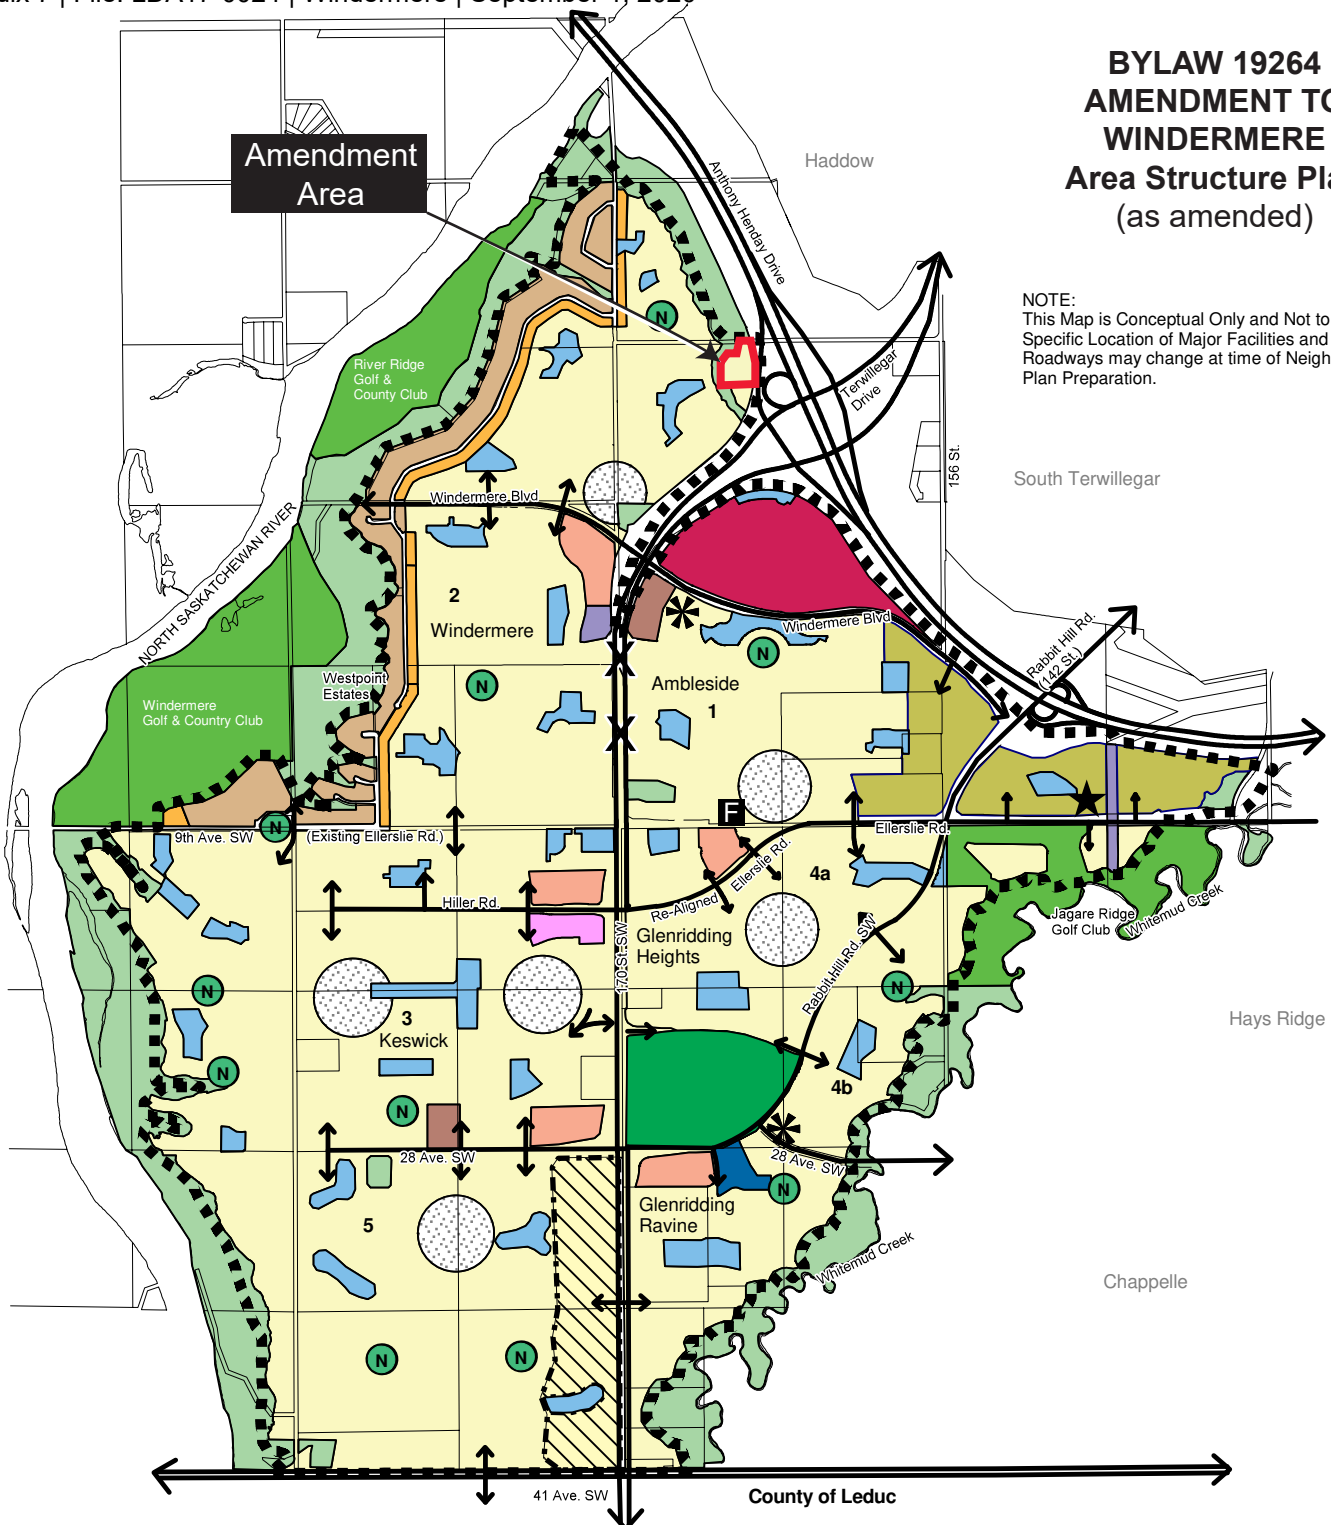 BYLAW 19264
AMENDMENT TO
WINDERMERE
Area Structure Pla
(as amended)
NOTE:
This Map is Conceptual Only and Not to
Specific Location of Major Facilities and
Roadways may change at time of Neigh
Plan Preparation.
Amendment
Area
Haddow
Anthony Henday Drive
Terwillegar
Drive
156 St.
South Terwillegar
River Ridge
Golf &
County Club
N
Windermere Blvd
NORTH SASKATCHEWAN RIVER
2
Windermere
Windermere Blvd
N
Rabbit Hill Rd.
(142 St.)
Westpoint
Estates
N
Ambleside
1
Windermere
Golf & Country Club
F
N
9th Ave. SW
(Existing Ellerslie Rd.)
Ellerslie Rd.
Re-Aligned
Ellerslie Rd.
4a
Hiller Rd.
Jagare Ridge
Golf Club
Whitemud Creek
Glenridding
Heights
170 St. SW
Rabbit Hill Rd. SW
N
N
3
Keswick
Hays Ridge
N
N
4b
28 Ave. SW
28 Ave. SW
N
Glenridding
Ravine
5
Whitemud Creek
Chappelle
N
N
41 Ave. SW
County of Leduc